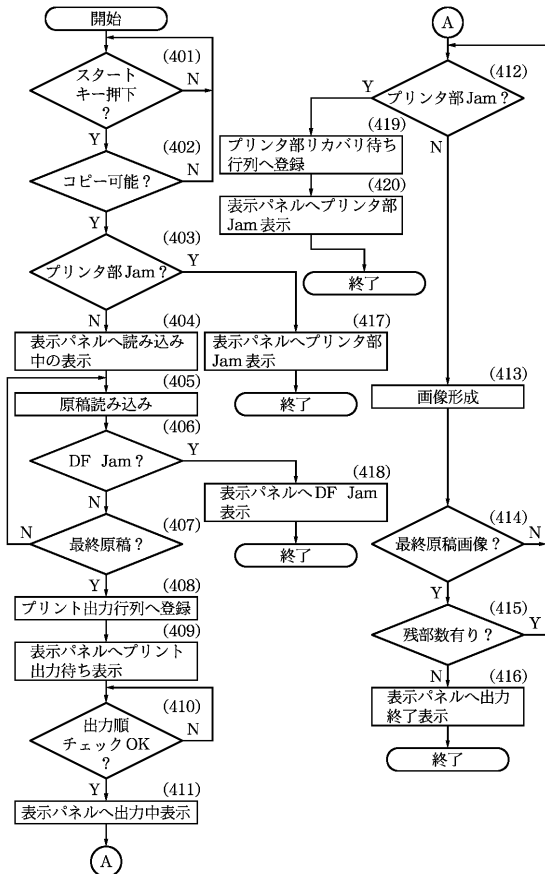 開始
(401)
スタート
キー押下
?
N
Y
(402)
コピー可能?
N
Y
(403)
プリンタ部Jam?
Y
N
(404)
表示パネルへ読み込み
中の表示
(405)
原稿読み込み
(406)
DF Jam?
Y
N
(407)
最終原稿?
N
Y
(408)
プリント出力行列へ登録
(409)
表示パネルへプリント
出力待ち表示
(410)
出力順
チェックOK
?
N
Y
(411)
表示パネルへ出力中表示
A
(417)
表示パネルへプリンタ部
Jam表示
終了
(418)
表示パネルへDF Jam
表示
終了
A
(412)
プリンタ部Jam?
Y
N
(419)
プリンタ部リカバリ待ち
行列へ登録
(420)
表示パネルへプリンタ部
Jam表示
終了
(413)
画像形成
(414)
最終原稿画像?
N
Y
(415)
残部数有り?
Y
N
(416)
表示パネルへ出力
終了表示
終了